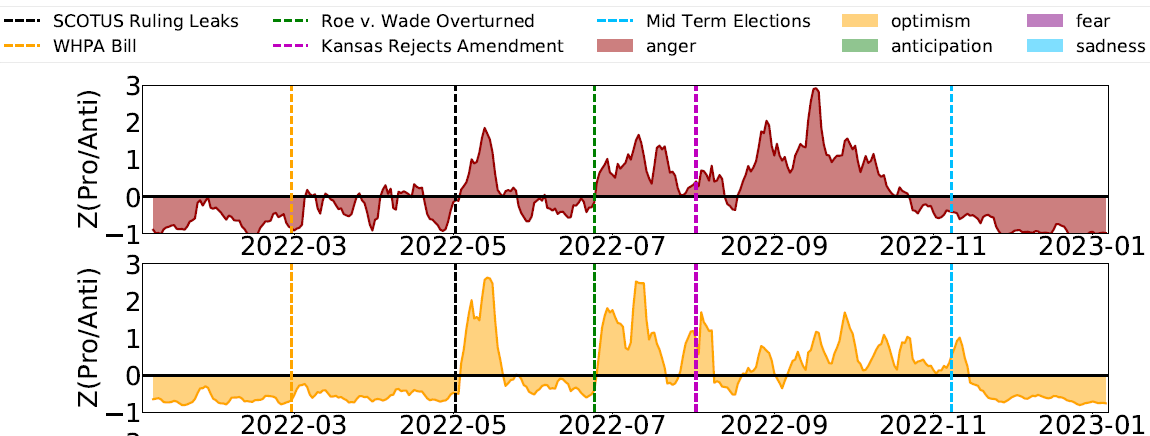 SCOTUS Ruling Leaks Roe v. Wade Overturned Mid Term Elections optimism fear
WHPA Bill Kansas Rejects Amendment anger anticipation sadness
Z(Pro/Anti)
3
2
1
0
−1
2022-03 2022-05 2022-07 2022-09 2022-11 2023-01
Z(Pro/Anti)
3
2
1
0
−1
2022-03 2022-05 2022-07 2022-09 2022-11 2023-01